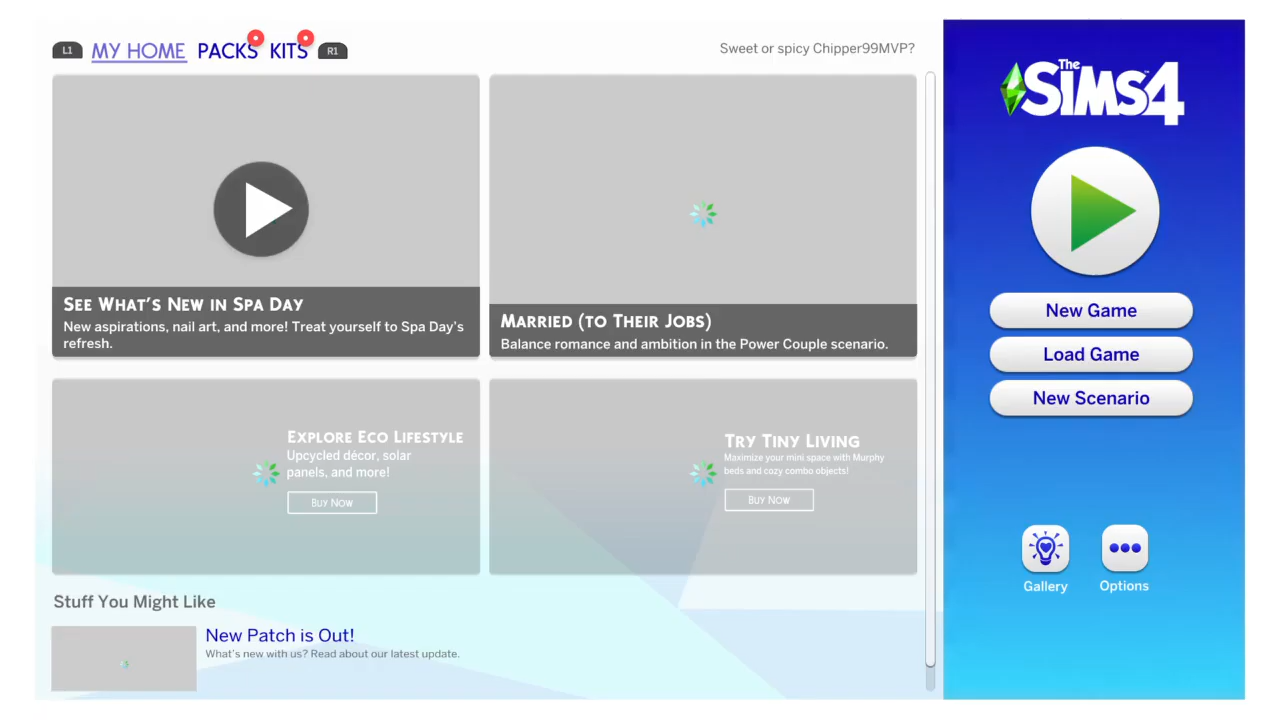 L1 MY HOME PACKS KITS R1
Sweet or spicy Chipper99MVP?
SEE WHAT'S NEW IN SPA DAY
New aspirations, nail art, and more! Treat yourself to Spa Day's
refresh.
MARRIED (TO THEIR JOBS)
Balance romance and ambition in the Power Couple scenario.
EXPLORE ECO LIFESTYLE
Upcycled décor, solar
panels, and more!
BUY NOW
TRY TINY LIVING
Maximize your mini space with Murphy
beds and cozy combo objects!
BUY NOW
Stuff You Might Like
New Patch is Out!
What's new with us? Read about our latest update.
The SIMS 4
New Game
Load Game
New Scenario
Gallery
Options